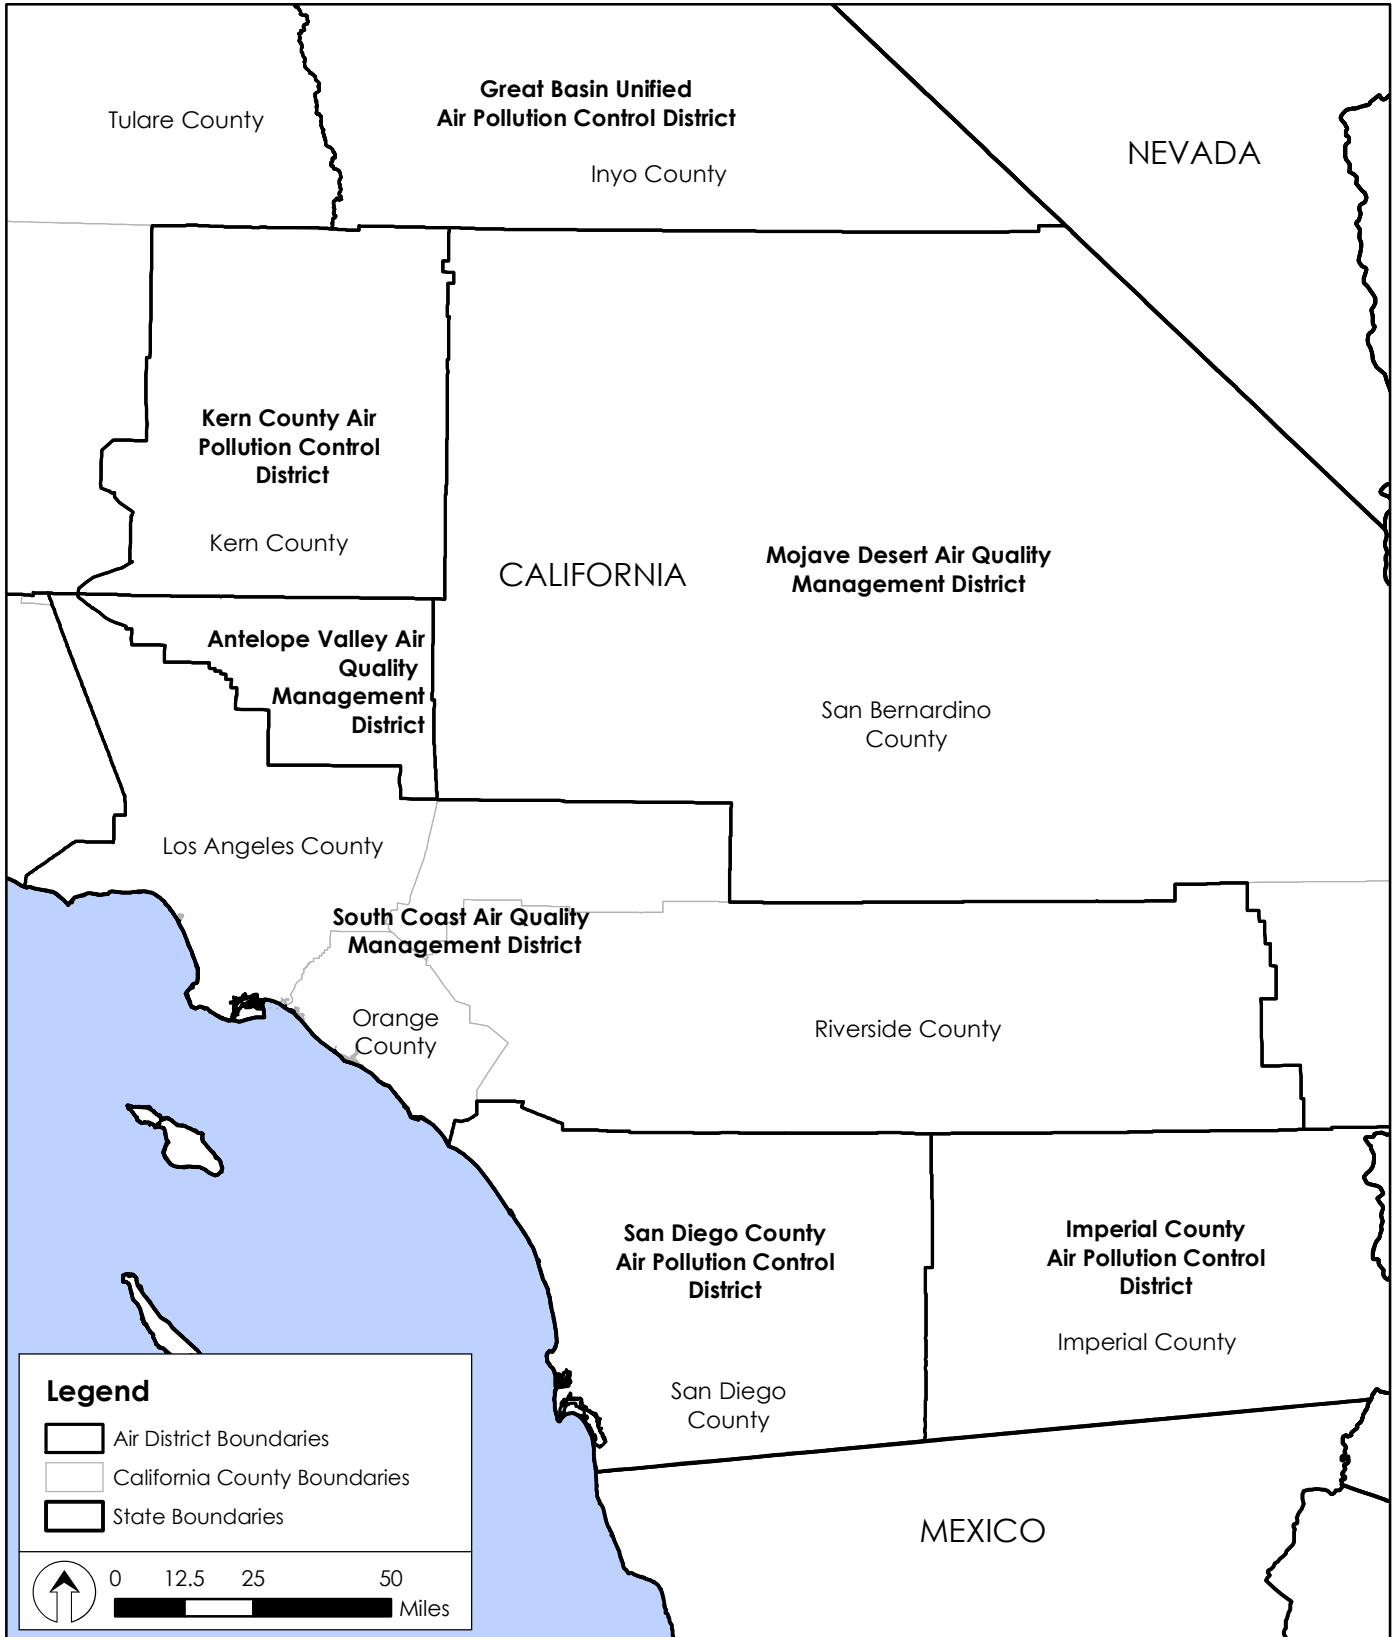 Great Basin Unified
Air Pollution Control District
Tulare County
NEVADA
Inyo County
Kern County Air
Pollution Control
District
Kern County
CALIFORNIA
Mojave Desert Air Quality
Management District
Antelope Valley Air
Quality
Management
District
San Bernardino
County
Los Angeles County
South Coast Air Quality
Management District
Orange
County
Riverside County
San Diego County
Air Pollution Control
District
Imperial County
Air Pollution Control
District
Imperial County
San Diego
County
MEXICO
Legend
Air District Boundaries
California County Boundaries
State Boundaries
0 12.5 25 50
Miles